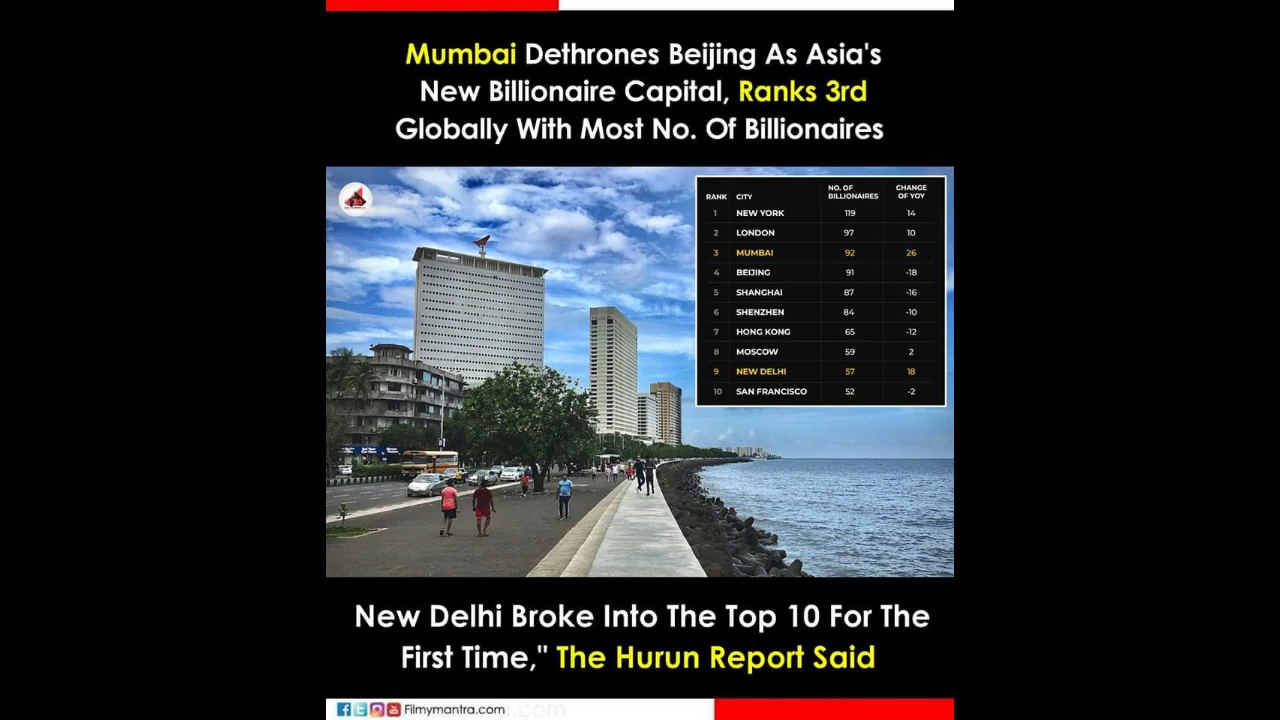 Mumbai Dethrones Beijing As Asia's
New Billionaire Capital, Ranks 3rd
Globally With Most No. Of Billionaires
RANK CITY NO. OF BILLIONAIRES CHANGE OF YOY
1 NEW YORK 119 14
2 LONDON 97 10
3 MUMBAI 92 26
4 BEIJING 91 -18
5 SHANGHAI 87 -16
6 SHENZHEN 84 -10
7 HONG KONG 65 -12
8 MOSCOW 59 2
9 NEW DELHI 57 18
10 SAN FRANCISCO 52 -2
New Delhi Broke Into The Top 10 For The
First Time," The Hurun Report Said
Filmymantra.com